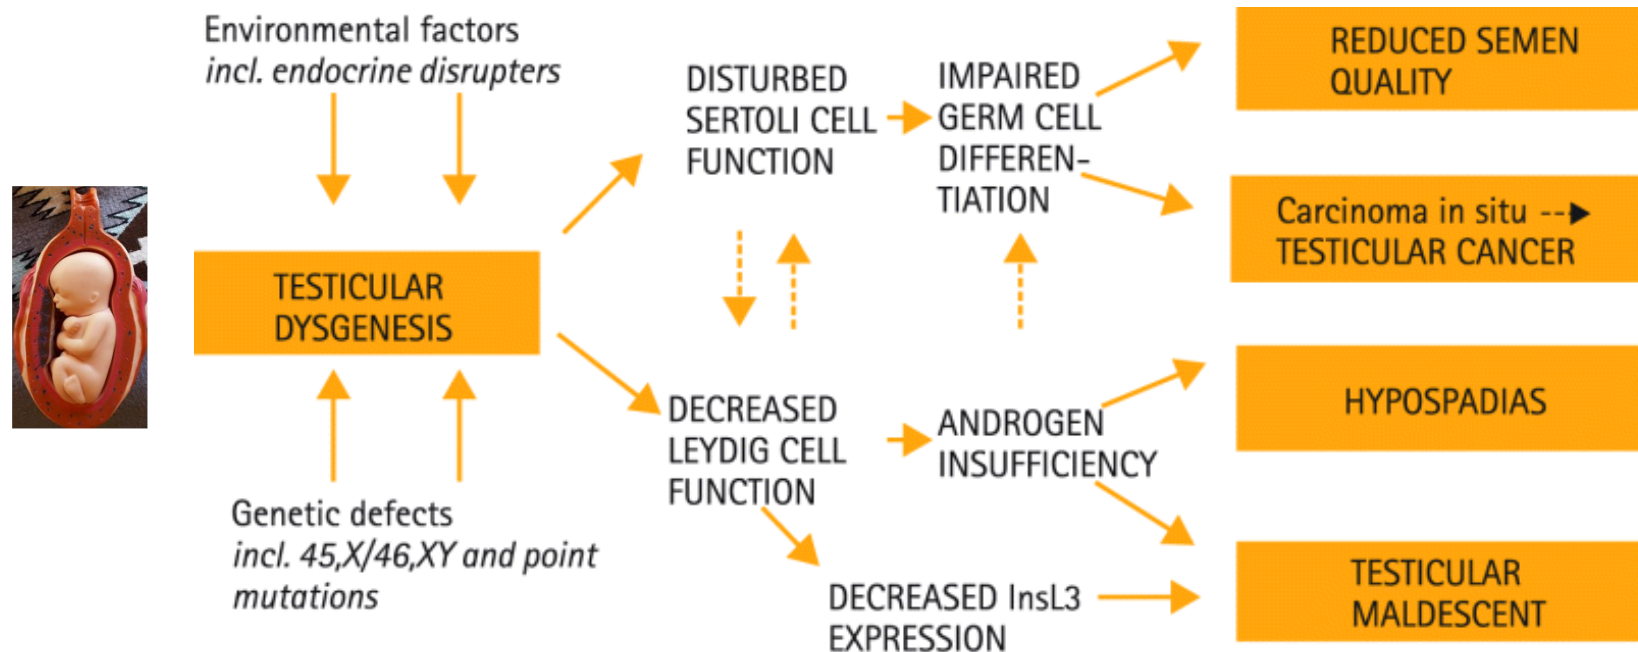 Environmental factors
incl. endocrine disrupters
TESTICULAR
DYSGENESIS
Genetic defects
incl. 45,X/46,XY and point
mutations
DISTURBED
SERTOLI CELL
FUNCTION
IMPAIRED
GERM CELL
DIFFEREN-
TIATION
DECREASED
LEYDIG CELL
FUNCTION
ANDROGEN
INSUFFICIENCY
DECREASED InsL3
EXPRESSION
REDUCED SEMEN
QUALITY
Carcinoma in situ
TESTICULAR CANCER
HYPOSPADIAS
TESTICULAR
MALDESCENT